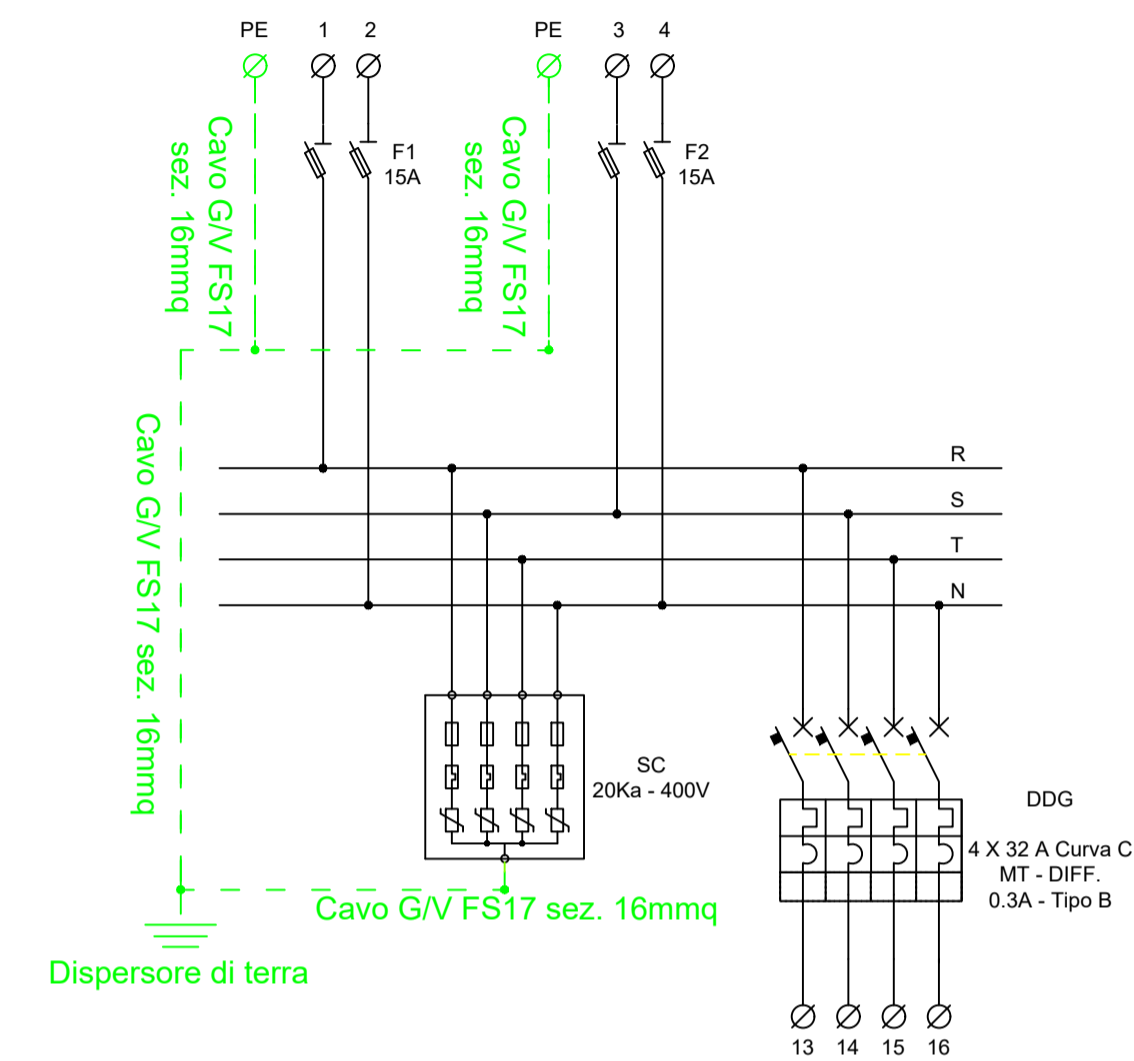 PE
1
2
PE
3
4
Cavo G/V FS17
sez. 16mmq
F1
15A
Cavo G/V FS17
sez. 16mmq
F2
15A
Cavo G/V FS17 sez. 16mmq
R
S
T
N
SC
20Ka - 400V
DDG
4 X 32 A Curva C
MT - DIFF.
0.3A - Tipo B
Cavo G/V FS17 sez. 16mmq
Dispersore di terra
13
14
15
16